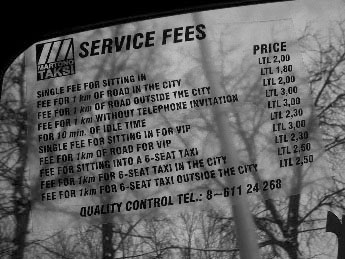 MARTONO
TAKSI
SERVICE FEES
PRICE
SINGLE FEE FOR SITTING IN LTL 2,00
FEE FOR 1 km OF ROAD IN THE CITY LTL 1,80
FEE FOR 1 km OF ROAD OUTSIDE THE CITY LTL 2,00
FEE FOR 1 km WITHOUT TELEPHONE INVITATION LTL 3,00
FOR 10 min. OF IDLE TIME LTL 3,00
SINGLE FEE FOR SITTING IN FOR VIP LTL 2,30
FEE FOR 1km OF ROAD FOR VIP LTL 3,00
FEE FOR SITTING INTO A 6-SEAT TAXI LTL 2,30
FEE FOR 1km FOR 6-SEAT TAXI IN THE CITY LTL 2,50
FEE FOR 1km FOR 6-SEAT TAXI OUTSIDE THE CITY LTL 2,50
QUALITY CONTROL TEL.: 8-611 24 268